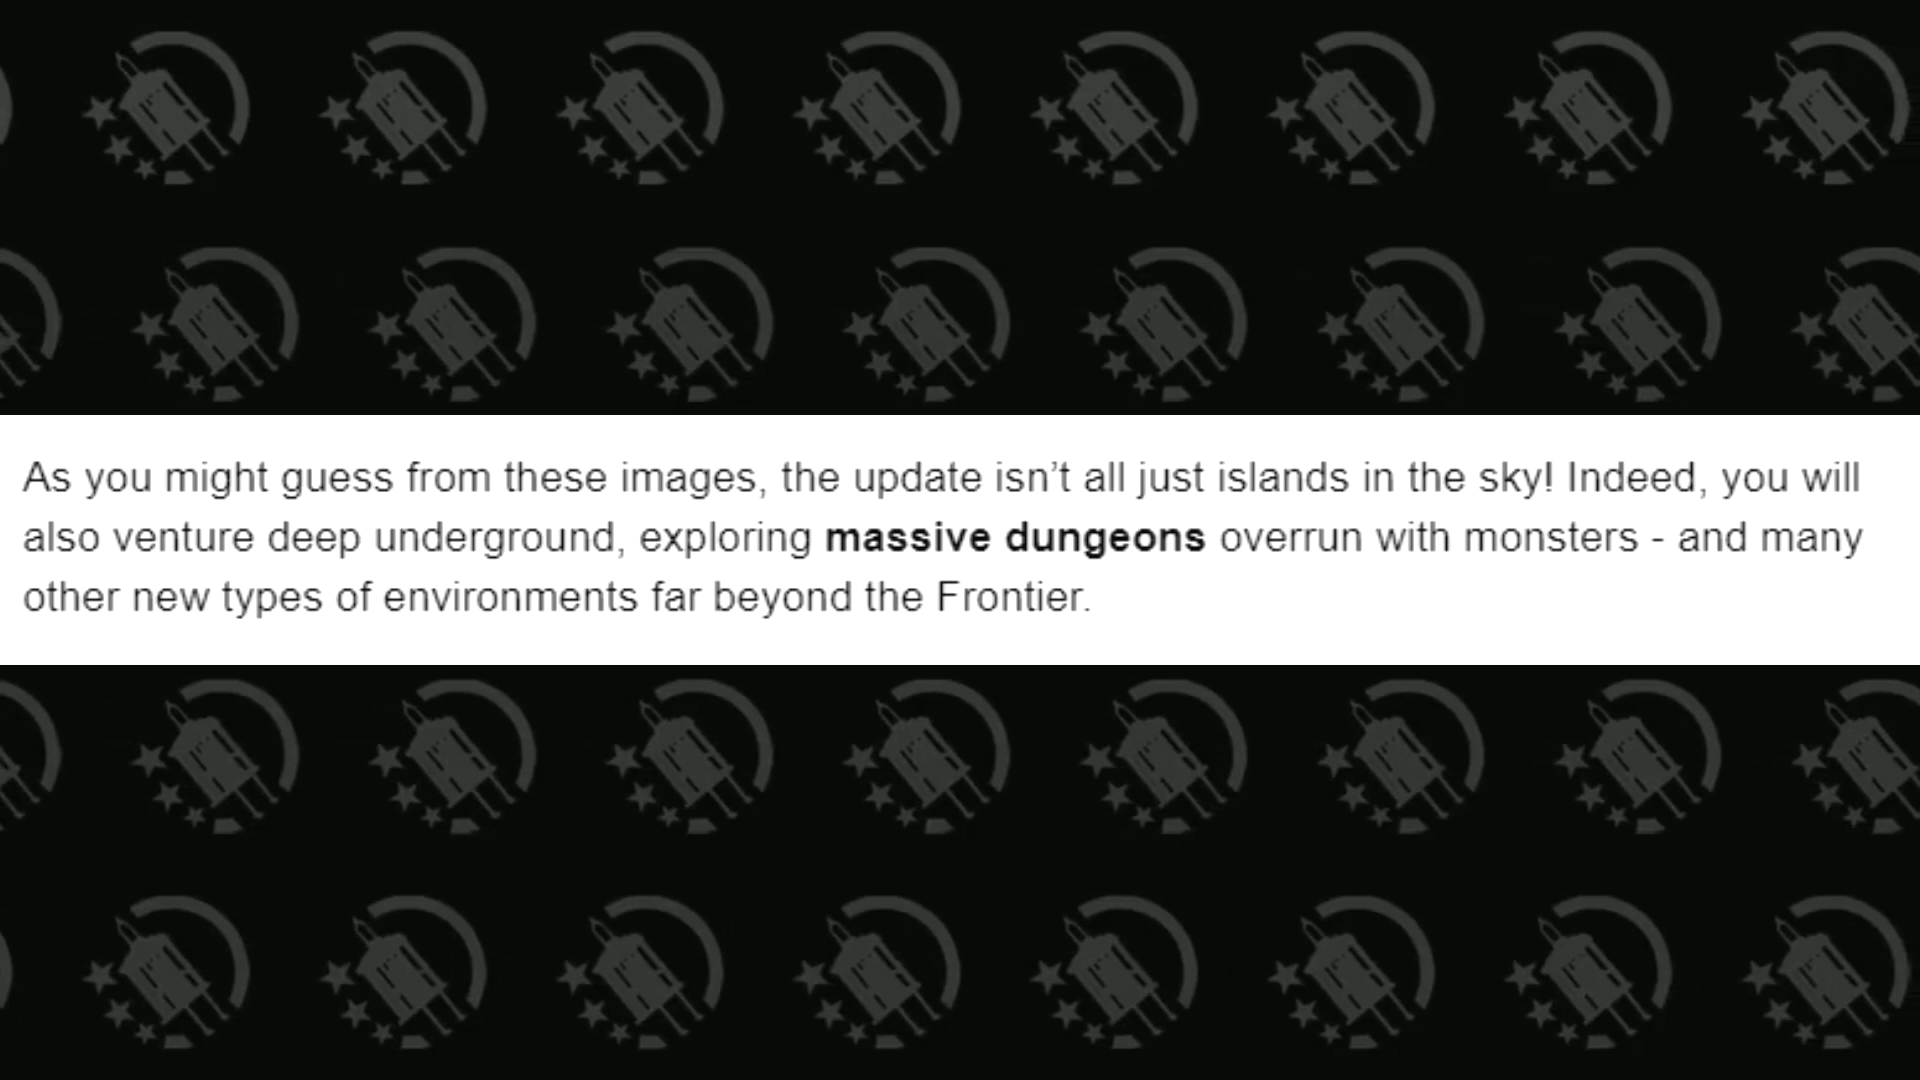 As you might guess from these images, the update isn’t all just islands in the sky! Indeed, you will
also venture deep underground, exploring massive dungeons overrun with monsters - and many
other new types of environments far beyond the Frontier.